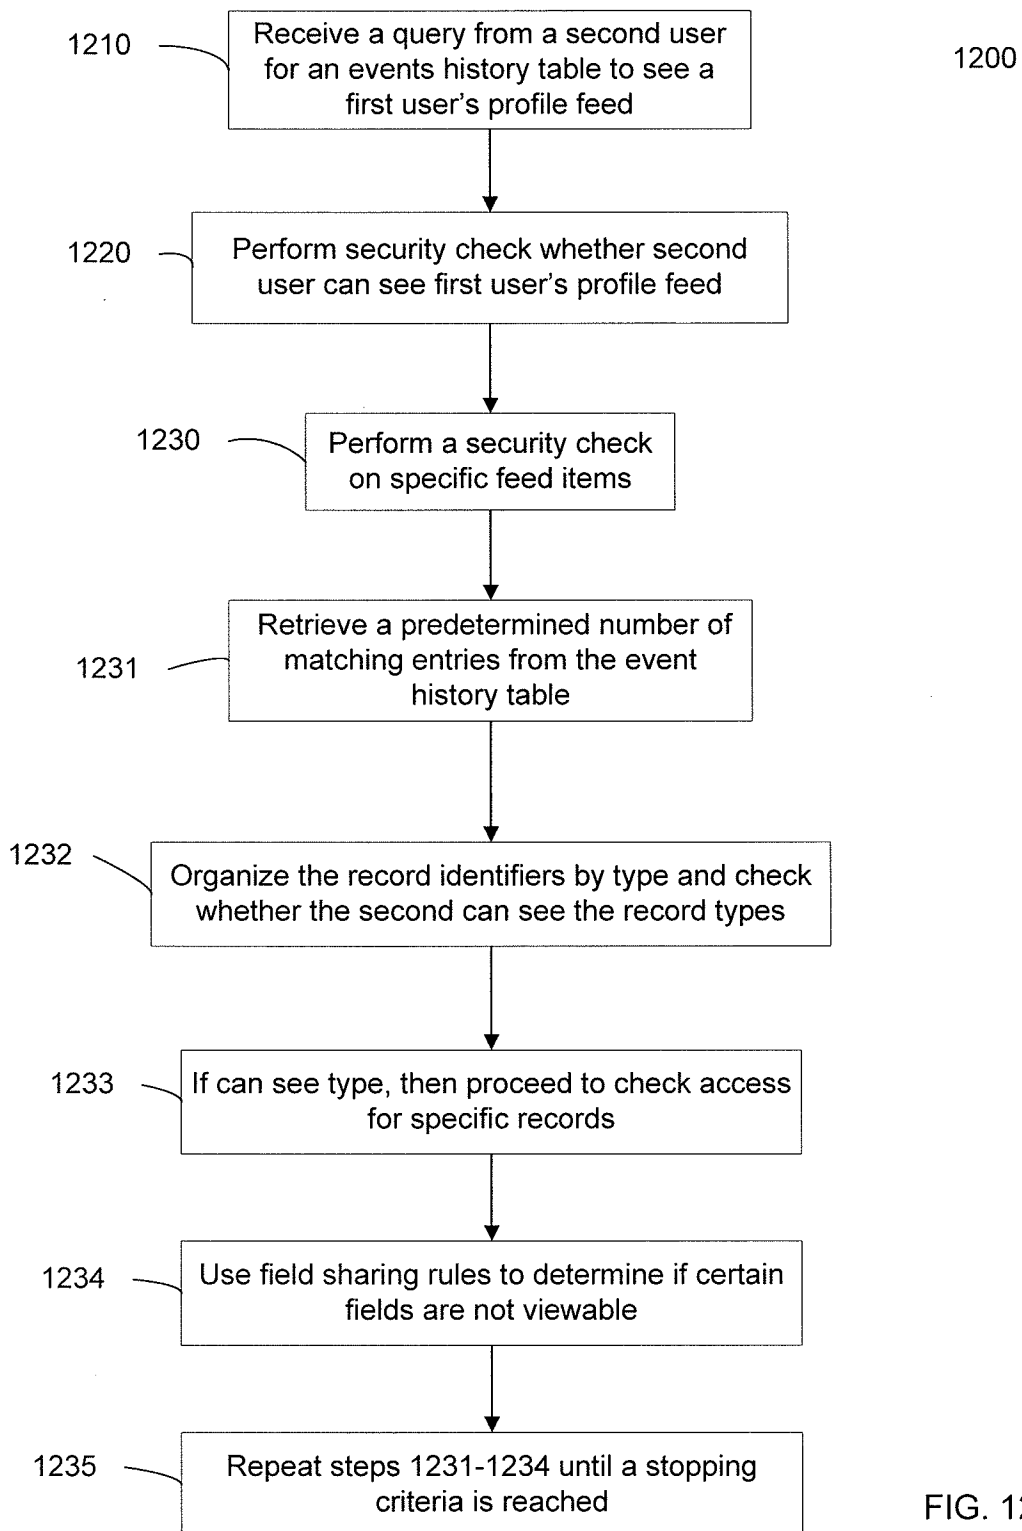 1210
Receive a query from a second user
for an events history table to see a
first user's profile feed
1200
1220
Perform security check whether second
user can see first user's profile feed
1230
Perform a security check
on specific feed items
1231
Retrieve a predetermined number of
matching entries from the event
history table
1232
Organize the record identifiers by type and check
whether the second can see the record types
1233
If can see type, then proceed to check access
for specific records
1234
Use field sharing rules to determine if certain
fields are not viewable
1235
Repeat steps 1231-1234 until a stopping
criteria is reached
FIG. 12